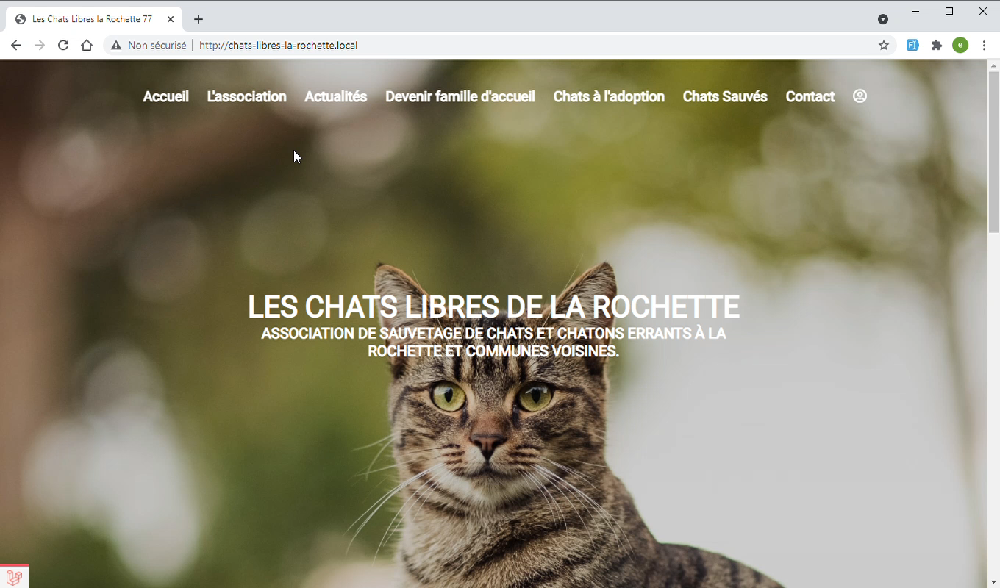 Les Chats Libres la Rochette 77
Non sécurisé
http://chats-libres-la-rochette.local
F
e
Accueil
L'association
Actualités
Devenir famille d'accueil
Chats à l'adoption
Chats Sauvés
Contact
LES CHATS LIBRES DE LA ROCHETTE
ASSOCIATION DE SAUVETAGE DE CHATS ET CHATONS ERRANTS À LA
ROCHETTE ET COMMUNES VOISINES.